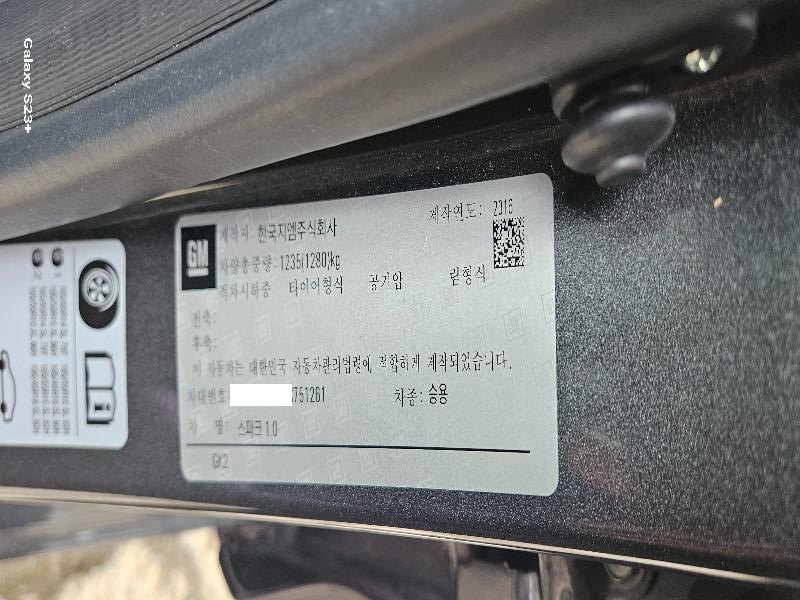 Galaxy S23+
GM
제작자: 한국지엠주식회사
제작연도: 2016
차량총중량: 1235(1280)kg
적차시하중 타이어형식 공기압 림형식
전축:
후축:
이 자동차는 대한민국 자동차관리법령에 적합하게 제작되었습니다.
차대번호 751261 차종: 승용
차 명: 스파크 1.0
GK2
1
2